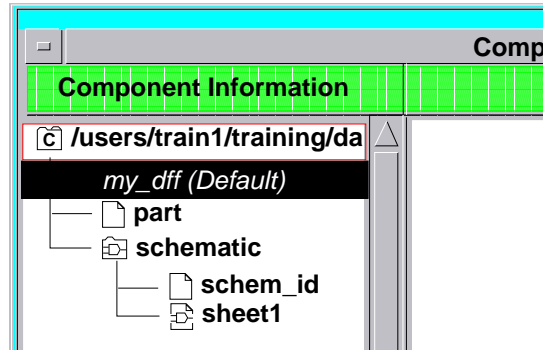 Comp
Component Information
C /users/train1/training/da
my_dff (Default)
part
schematic
schem_id
sheet1